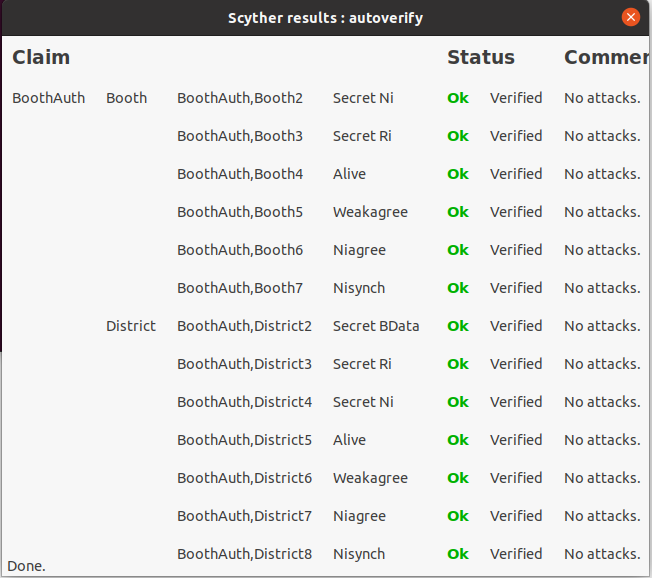 Scyther results : autoverify
Claim Status Commen
BoothAuth Booth BoothAuth,Booth2 Secret Ni Ok Verified No attacks.
BoothAuth,Booth3 Secret Ri Ok Verified No attacks.
BoothAuth,Booth4 Alive Ok Verified No attacks.
BoothAuth,Booth5 Weakagree Ok Verified No attacks.
BoothAuth,Booth6 Niagree Ok Verified No attacks.
BoothAuth,Booth7 Nisynch Ok Verified No attacks.
District BoothAuth,District2 Secret BData Ok Verified No attacks.
BoothAuth,District3 Secret Ri Ok Verified No attacks.
BoothAuth,District4 Secret Ni Ok Verified No attacks.
BoothAuth,District5 Alive Ok Verified No attacks.
BoothAuth,District6 Weakagree Ok Verified No attacks.
BoothAuth,District7 Niagree Ok Verified No attacks.
BoothAuth,District8 Nisynch Ok Verified No attacks.
Done.